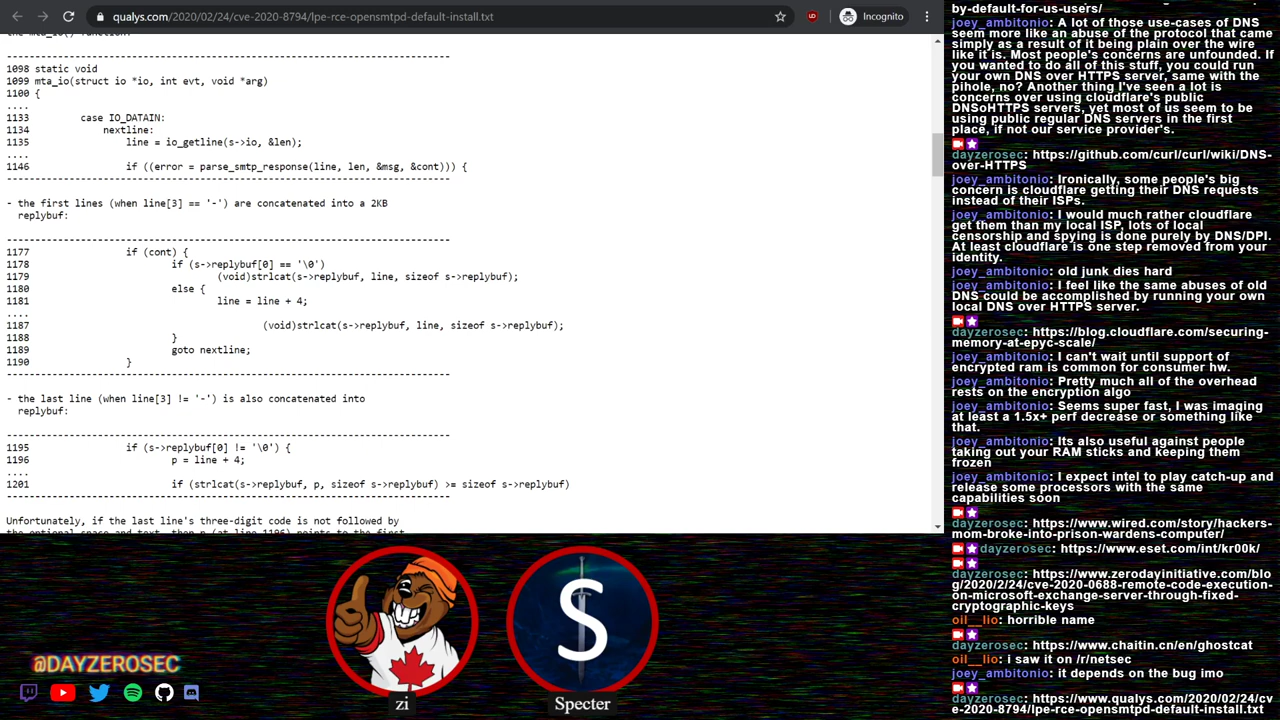 qualys.com/2020/02/24/cve-2020-8794/lpe-rce-opensmtpd-default-install.txt
Incognito
the mta_io() function:
------------------------------------------------------------------------------
1098 static void
1099 mta_io(struct io *io, int evt, void *arg)
1100 {
....
1133         case IO_DATAIN:
1134             nextline:
1135                 line = io_getline(s->io, &len);
....
1146                 if ((error = parse_smtp_response(line, len, &msg, &cont))) {
------------------------------------------------------------------------------
- the first lines (when line[3] == '-') are concatenated into a 2KB
replybuf:
------------------------------------------------------------------------------
1177                 if (cont) {
1178                         if (s->replybuf[0] == '\0')
1179                                 (void)strlcat(s->replybuf, line, sizeof s->replybuf);
1180                         else {
1181                                 line = line + 4;
....
1187                                         (void)strlcat(s->replybuf, line, sizeof s->replybuf);
1188                         }
1189                         goto nextline;
1190                 }
------------------------------------------------------------------------------
- the last line (when line[3] != '-') is also concatenated into
replybuf:
------------------------------------------------------------------------------
1195                 if (s->replybuf[0] != '\0') {
1196                         p = line + 4;
....
1201                         if (strlcat(s->replybuf, p, sizeof s->replybuf) >= sizeof s->replybuf)
------------------------------------------------------------------------------
Unfortunately, if the last line's three-digit code is not followed by
the optional space and text, then p (at line 1196) points to the first
by-default-for-us-users/
joey_ambitonio: A lot of those use-cases of DNS
seem more like an abuse of the protocol that came
simply as a result of it being plain over the wire
like it is. Most people's concerns are unfounded. If
you wanted to do all of this stuff, you could run
your own DNS over HTTPS server, same with the
pihole, no? Another thing I've seen a lot is
concerns over using cloudflare's public
DNSoHTTPS servers, yet most of us seem to be
using public regular DNS servers in the first
place, if not our service provider's.
dayzerosec: https://github.com/curl/curl/wiki/DNS-
over-HTTPS
joey_ambitonio: Ironically, some people's big
concern is cloudflare getting their DNS requests
instead of their ISPs.
joey_ambitonio: I would much rather cloudflare
get them than my local ISP, lots of local
censorship and spying is done purely by DNS/DPI.
At least cloudflare is one step removed from your
identity.
joey_ambitonio: old junk dies hard
joey_ambitonio: I feel like the same abuses of old
DNS could be accomplished by running your own
local DNS over HTTPS server.
dayzerosec: https://blog.cloudflare.com/securing-
memory-at-epyc-scale/
joey_ambitonio: I can't wait until support of
encrypted ram is common for consumer hw.
joey_ambitonio: Pretty much all of the overhead
rests on the encryption algo
joey_ambitonio: Seems super fast, I was imaging
at least a 1.5x+ perf decrease or something like
that.
joey_ambitonio: Its also useful against people
taking out your RAM sticks and keeping them
frozen
joey_ambitonio: I expect intel to play catch-up and
release some processors with the same
capabilities soon
dayzerosec: https://www.wired.com/story/hackers-
mom-broke-into-prison-wardens-computer/
dayzerosec: https://www.eset.com/int/kr00k/
dayzerosec: https://www.zerodayinitiative.com/blo
g/2020/2/24/cve-2020-0688-remote-code-execution-
on-microsoft-exchange-server-through-fixed-
cryptographic-keys
oil__lio: horrible name
dayzerosec: https://www.chaitin.cn/en/ghostcat
oil__lio: i saw it on /r/netsec
joey_ambitonio: it depends on the bug imo
dayzerosec: https://www.qualys.com/2020/02/24/cv
e-2020-8794/lpe-rce-opensmtpd-default-install.txt
@DAYZEROSEC
S
zi
Specter